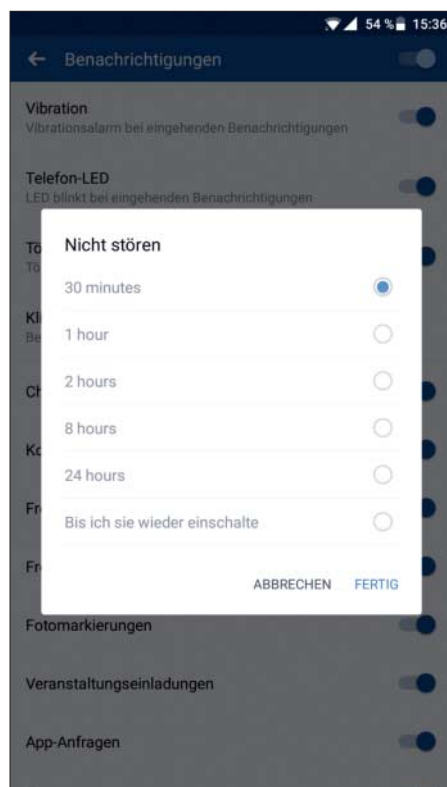 54 % 15:36
Benachrichtigungen
Vibration
Vibrationsalarm bei eingehenden Benachrichtigungen
Telefon-LED
LED blinkt bei eingehenden Benachrichtigungen
Nicht stören
30 minutes
1 hour
2 hours
8 hours
24 hours
Bis ich sie wieder einschalte
ABBRECHEN FERTIG
Fotomarkierungen
Veranstaltungseinladungen
App-Anfragen